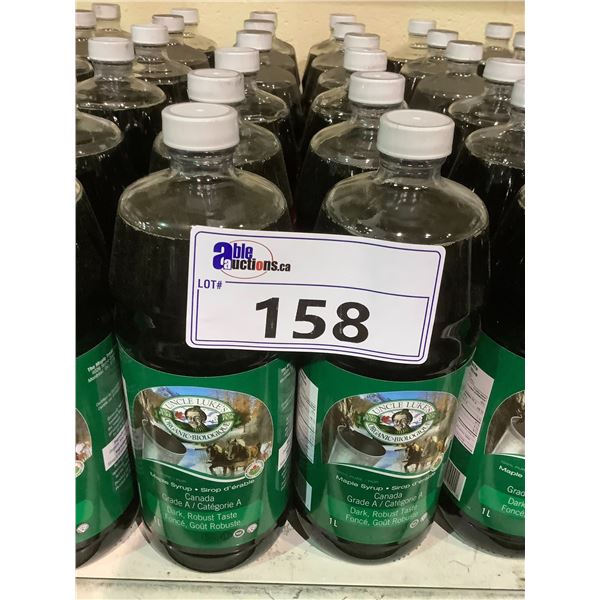 able
auctions.ca
LOT#
158
UNCLE LUKE'S
ORGANIC•BIOLOGIQUE
Maple Syrup • Sirop d'érable
Canada
Grade A / Catégorie A
Dark, Robust Taste
Foncé, Goût Robuste
1L
UNCLE LUKE'S
ORGANIC•BIOLOGIQUE
Maple Syrup • Sirop d'érable
Canada
Grade A / Catégorie A
Dark, Robust Taste
Foncé, Goût Robuste
1L
1L